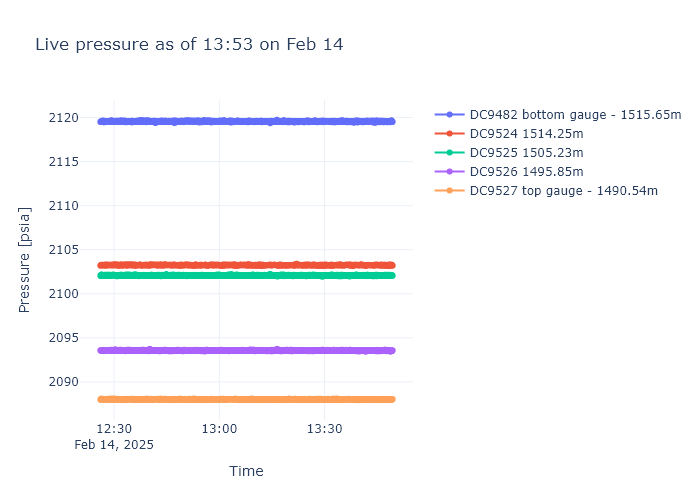 Live pressure as of 13:53 on Feb 14
DC9482 bottom gauge - 1515.65m
DC9524 1514.25m
DC9525 1505.23m
DC9526 1495.85m
DC9527 top gauge - 1490.54m
Pressure [psia]
2120
2115
2110
2105
2100
2095
2090
12:30
Feb 14, 2025
13:00
13:30
Time